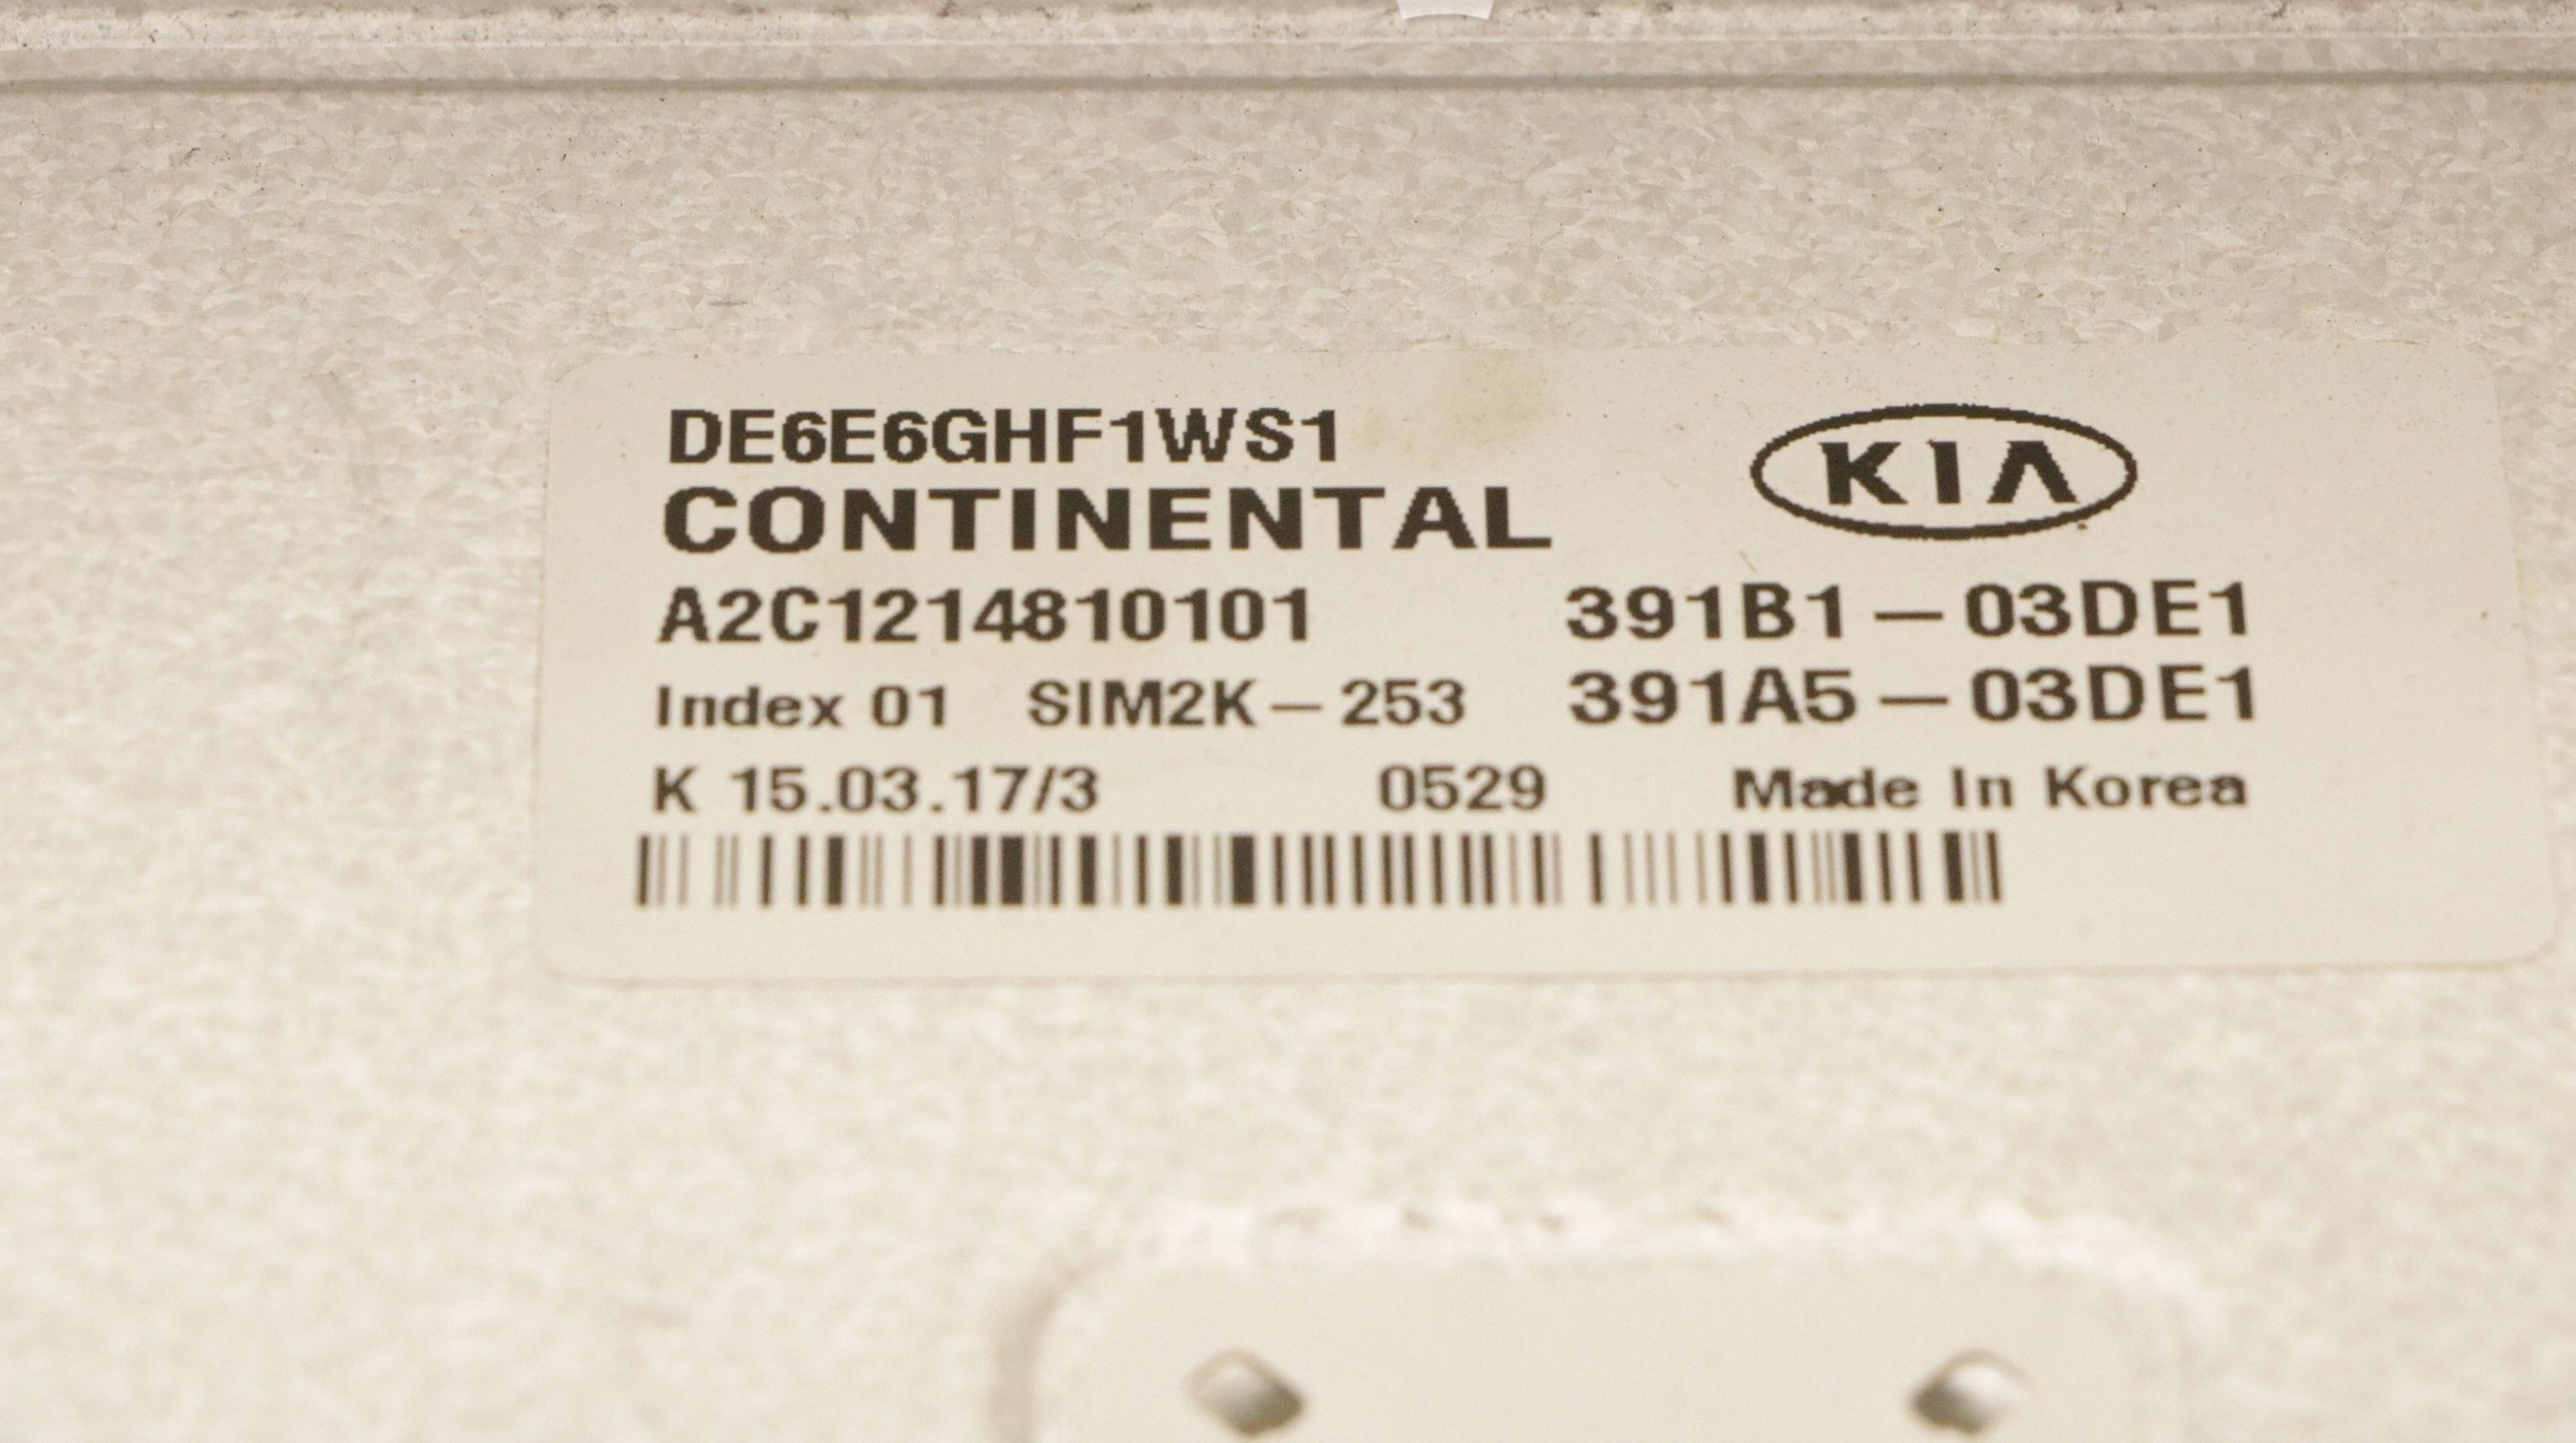 DE6E6GHF1WS1
KIA
CONTINENTAL
A2C1214810101 391B1-03DE1
Index 01 SIM2K-253 391A5-03DE1
K 15.03.17/3 0529 Made In Korea